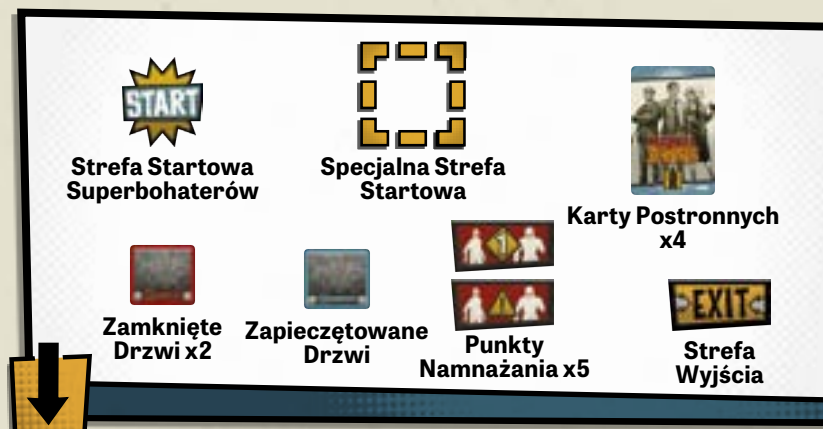 START
Strefa Startowa
Superbohaterów
Specjalna Strefa
Startowa
Karty Postronnych
x4
Zamknięte
Drzwi x2
Zapieczętowane
Drzwi
1
Punkty
Namnażania x5
EXIT
Strefa
Wyjścia